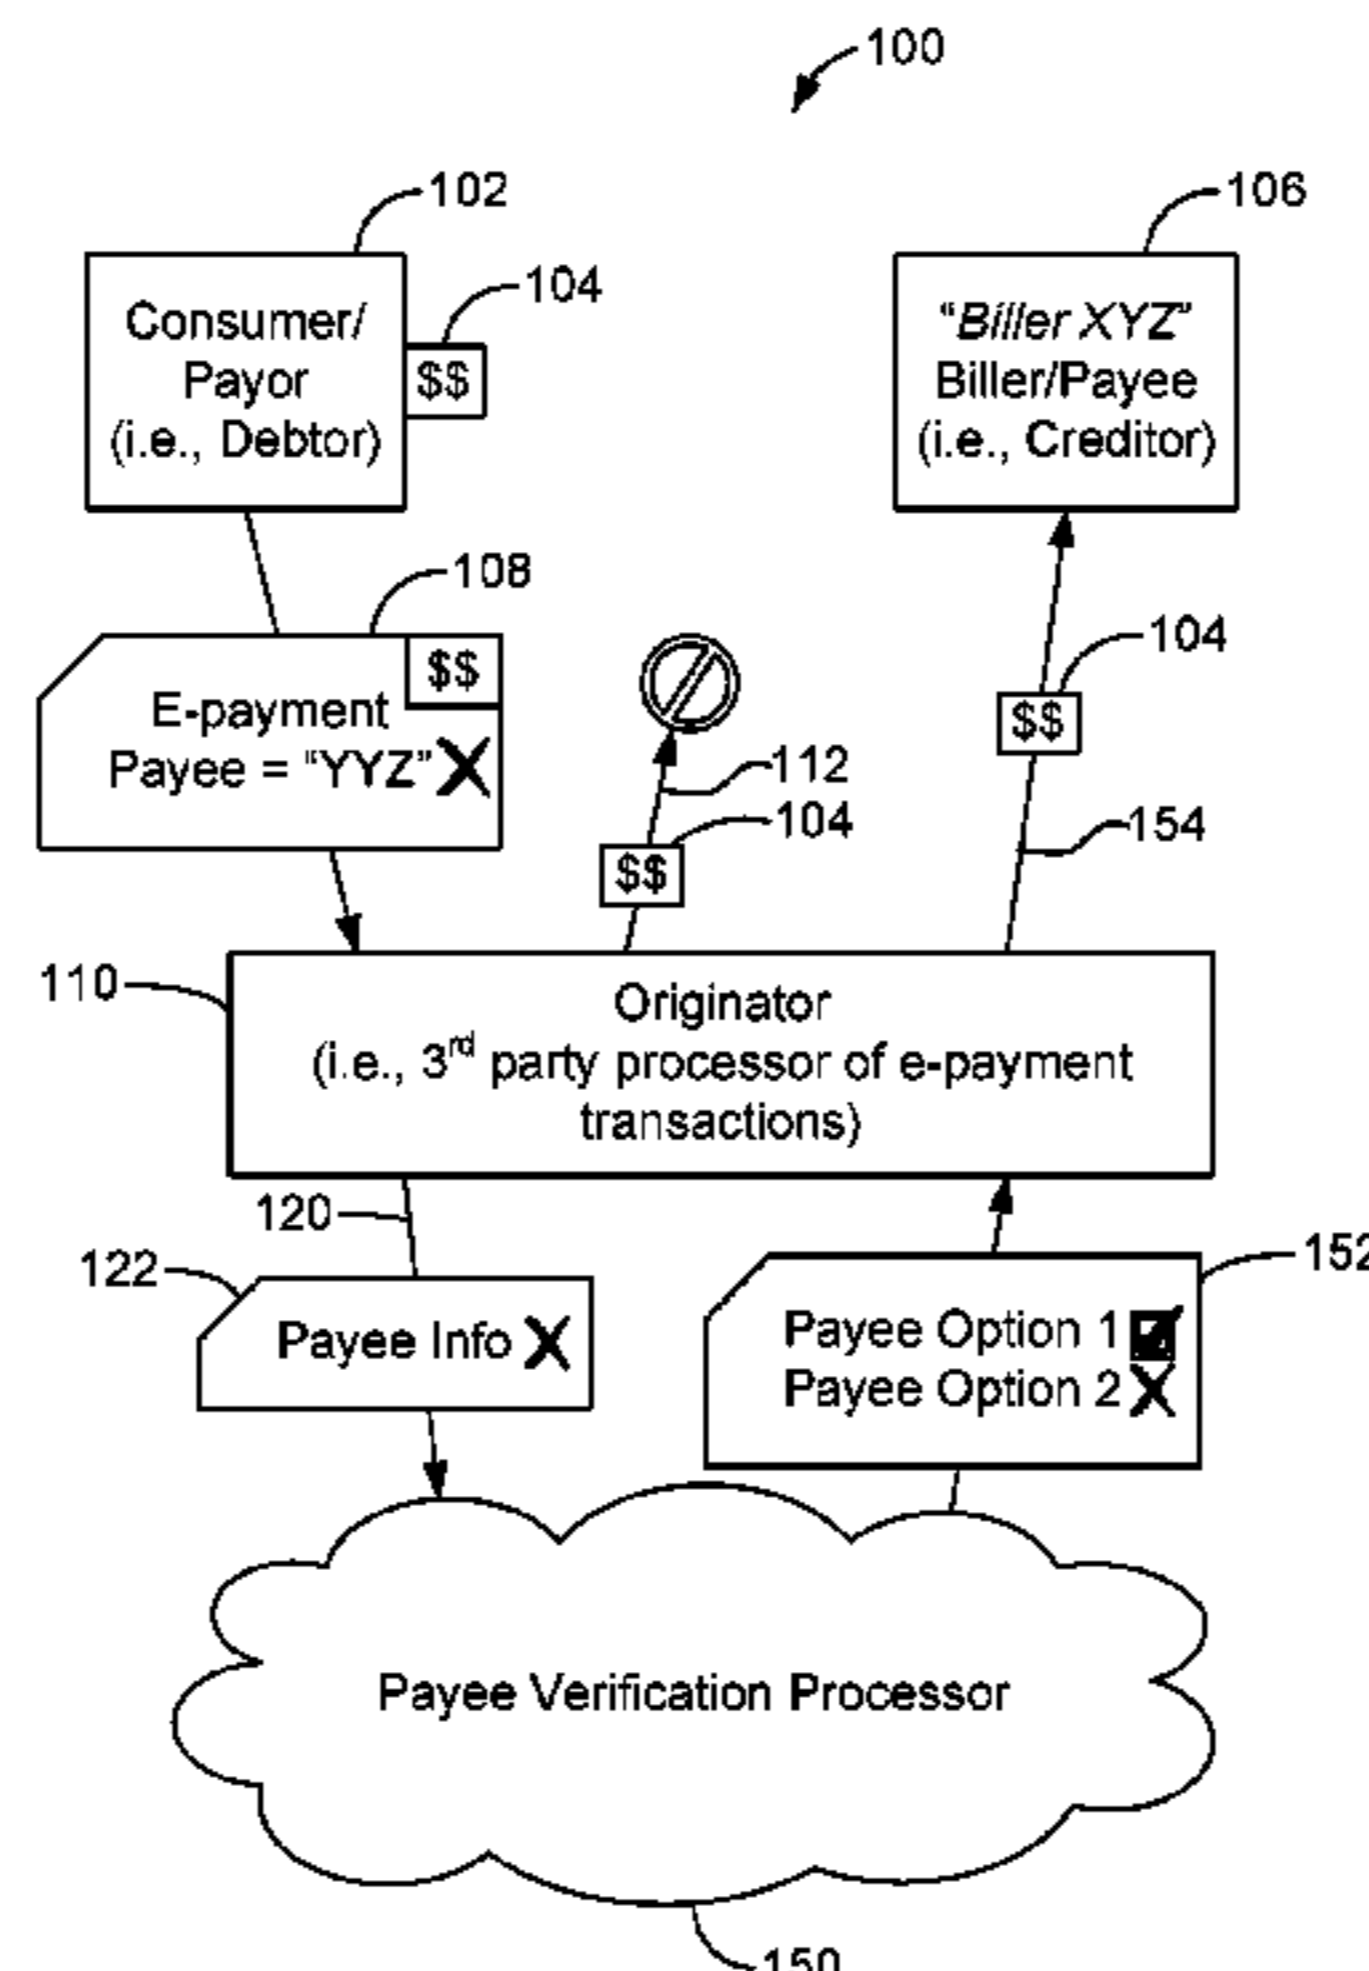 100
102
106
104
Consumer/
Payor
(i.e., Debtor)
$$
“Biller XYZ”
Biller/Payee
(i.e., Creditor)
108
$$
E-payment
Payee = “YYZ”
104
$$
112
104
$$
154
110
Originator
(i.e., 3rd party processor of e-payment
transactions)
120
122
Payee Info
152
Payee Option 1
Payee Option 2
Payee Verification Processor
150